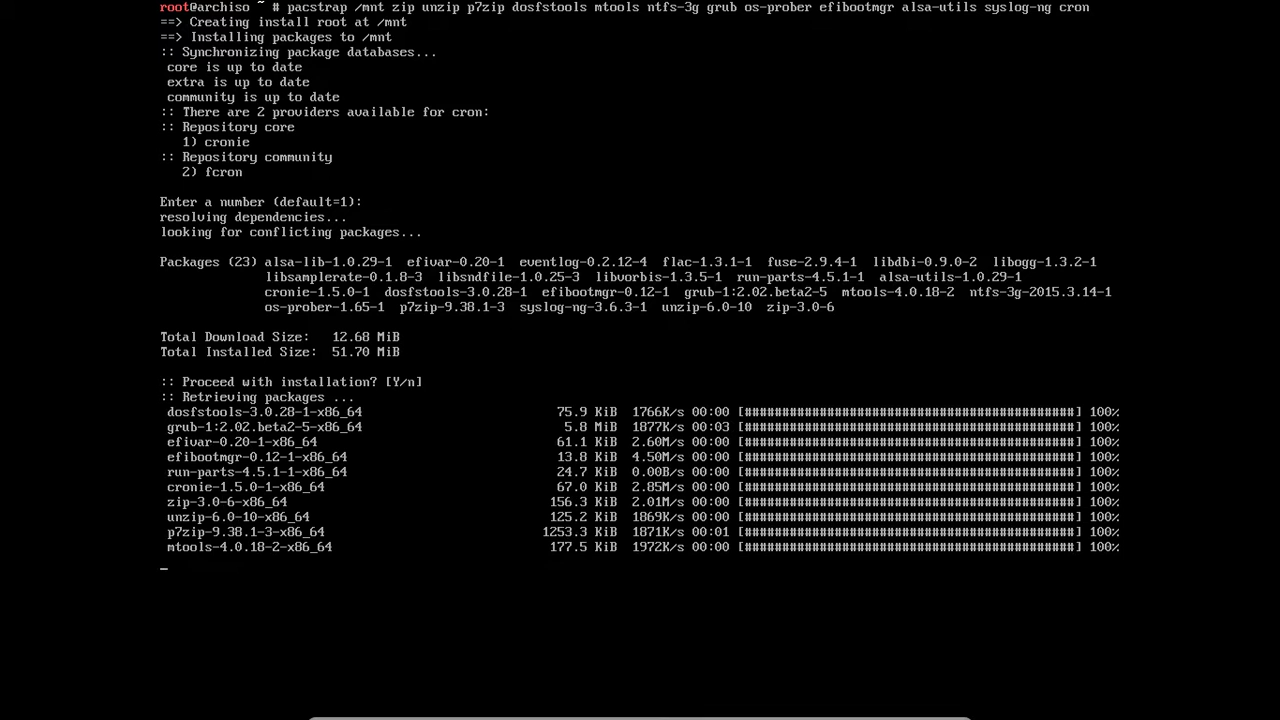 root@archiso ~ # pacstrap /mnt zip unzip p7zip dosfstools mtools ntfs-3g grub os-prober efibootmgr alsa-utils syslog-ng cron
==> Creating install root at /mnt
==> Installing packages to /mnt
:: Synchronizing package databases...
core is up to date
extra is up to date
community is up to date
:: There are 2 providers available for cron:
:: Repository core
1) cronie
:: Repository community
2) fcron
Enter a number (default=1):
resolving dependencies...
looking for conflicting packages...
Packages (23) alsa-lib-1.0.29-1 efivar-0.20-1 eventlog-0.2.12-4 flac-1.3.1-1 fuse-2.9.4-1 libdbi-0.9.0-2 libogg-1.3.2-1
libsamplerate-0.1.8-3 libsndfile-1.0.25-3 libvorbis-1.3.5-1 run-parts-4.5.1-1 alsa-utils-1.0.29-1
cronie-1.5.0-1 dosfstools-3.0.28-1 efibootmgr-0.12-1 grub-1:2.02.beta2-5 mtools-4.0.18-2 ntfs-3g-2015.3.14-1
os-prober-1.65-1 p7zip-9.38.1-3 syslog-ng-3.6.3-1 unzip-6.0-10 zip-3.0-6
Total Download Size: 12.68 MiB
Total Installed Size: 51.70 MiB
:: Proceed with installation? [Y/n]
:: Retrieving packages ...
dosfstools-3.0.28-1-x86_64 75.9 KiB 1766K/s 00:00 [############################################] 100%
grub-1:2.02.beta2-5-x86_64 5.8 MiB 1877K/s 00:03 [############################################] 100%
efivar-0.20-1-x86_64 61.1 KiB 2.60M/s 00:00 [############################################] 100%
efibootmgr-0.12-1-x86_64 13.8 KiB 4.50M/s 00:00 [############################################] 100%
run-parts-4.5.1-1-x86_64 24.7 KiB 0.00B/s 00:00 [############################################] 100%
cronie-1.5.0-1-x86_64 67.0 KiB 2.85M/s 00:00 [############################################] 100%
zip-3.0-6-x86_64 156.3 KiB 2.01M/s 00:00 [############################################] 100%
unzip-6.0-10-x86_64 125.2 KiB 1869K/s 00:00 [############################################] 100%
p7zip-9.38.1-3-x86_64 1253.3 KiB 1871K/s 00:01 [############################################] 100%
mtools-4.0.18-2-x86_64 177.5 KiB 1972K/s 00:00 [############################################] 100%